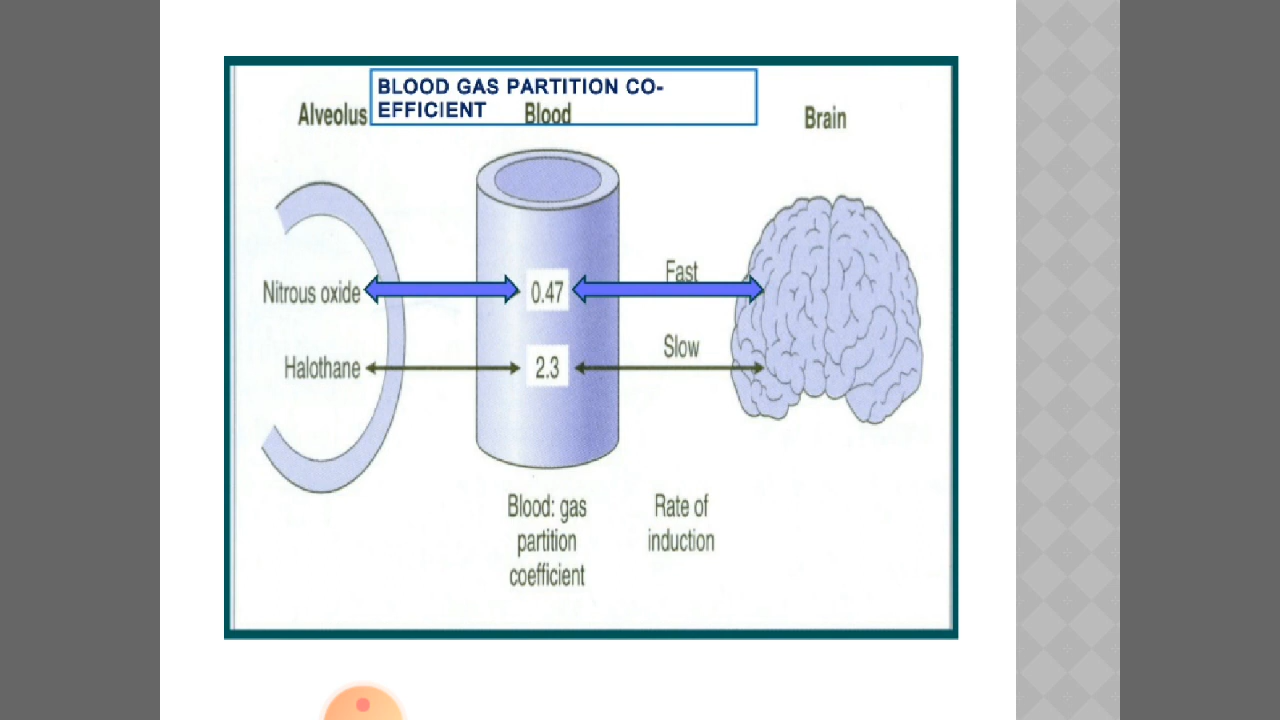 BLOOD GAS PARTITION CO-
EFFICIENT
Alveolus
Blood
Brain
Nitrous oxide
0.47
Fast
Halothane
2.3
Slow
Blood: gas
partition
coefficient
Rate of
induction